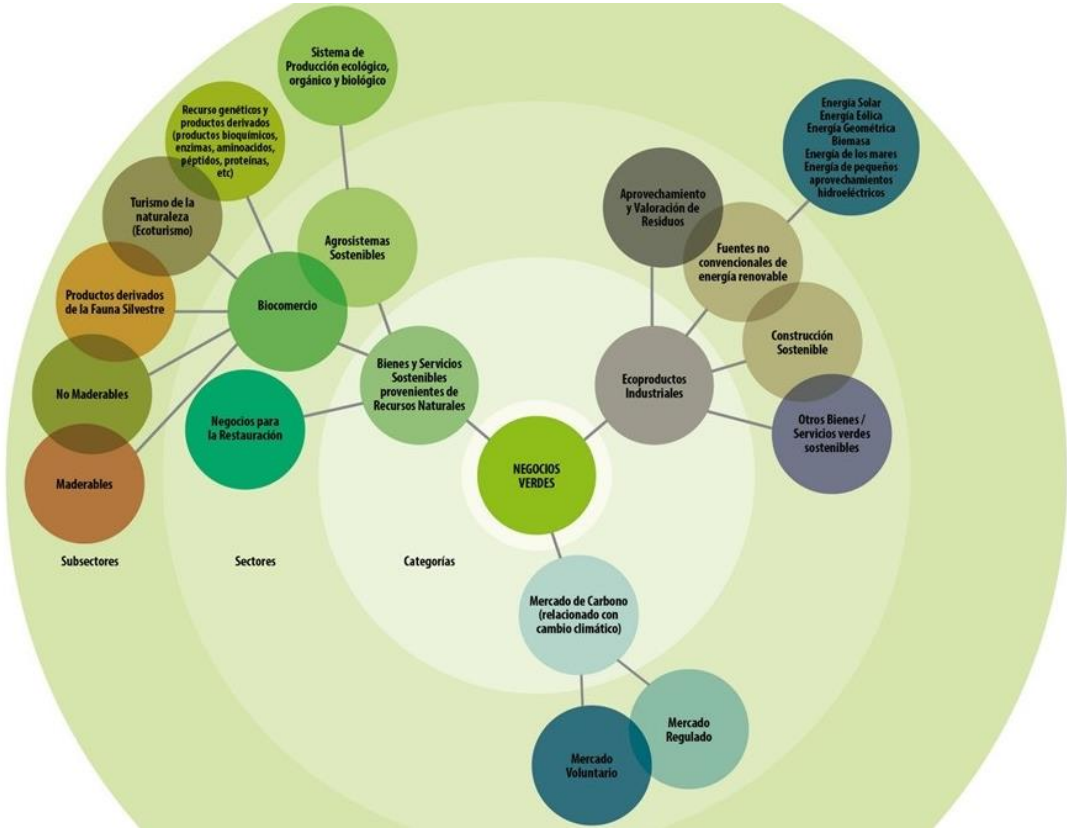 Sistema de
Producción ecológico,
orgánico y biológico
Recurso genéticos y
productos derivados
(productos bioquímicos,
enzimas, aminoacidos,
péptidos, proteínas,
etc)
Turismo de la
naturaleza
(Ecoturismo)
Productos derivados
de la Fauna Silvestre
No Maderables
Maderables
Agrosistemas
Sostenibles
Biocomercio
Negocios para
la Restauración
Bienes y Servicios
Sostenibles
provenientes de
Recursos Naturales
NEGOCIOS
VERDES
Energía Solar
Energía Eólica
Energía Geométrica
Biomasa
Energía de los mares
Energía de pequeños
aprovechamientos
hidroeléctricos
Aprovechamiento
y Valoración de
Residuos
Fuentes no
convencionales de
energía renovable
Construcción
Sostenible
Ecoproductos
Industriales
Otros Bienes /
Servicios verdes
sostenibles
Subsectores
Sectores
Categorías
Mercado de Carbono
(relacionado con
cambio climático)
Mercado
Regulado
Mercado
Voluntario